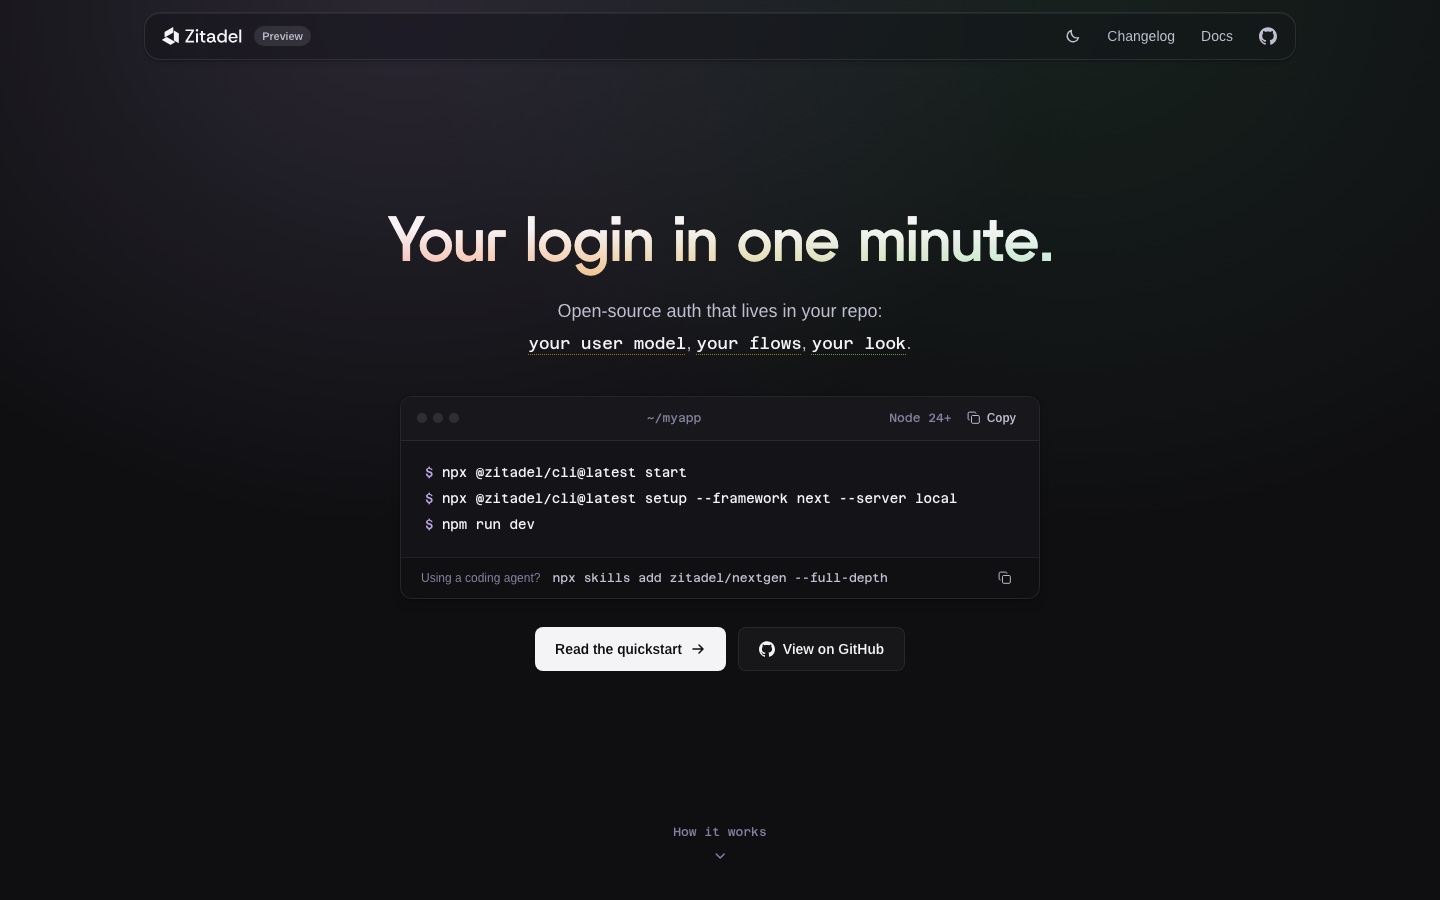 Zitadel Preview Changelog Docs
Your login in one minute.
Open-source auth that lives in your repo:
your user model, your flows, your look.
~/myapp Node 24+ Copy
$ npx @zitadel/cli@latest start
$ npx @zitadel/cli@latest setup --framework next --server local
$ npm run dev
Using a coding agent? npx skills add zitadel/nextgen --full-depth
Read the quickstart → View on GitHub
How it works